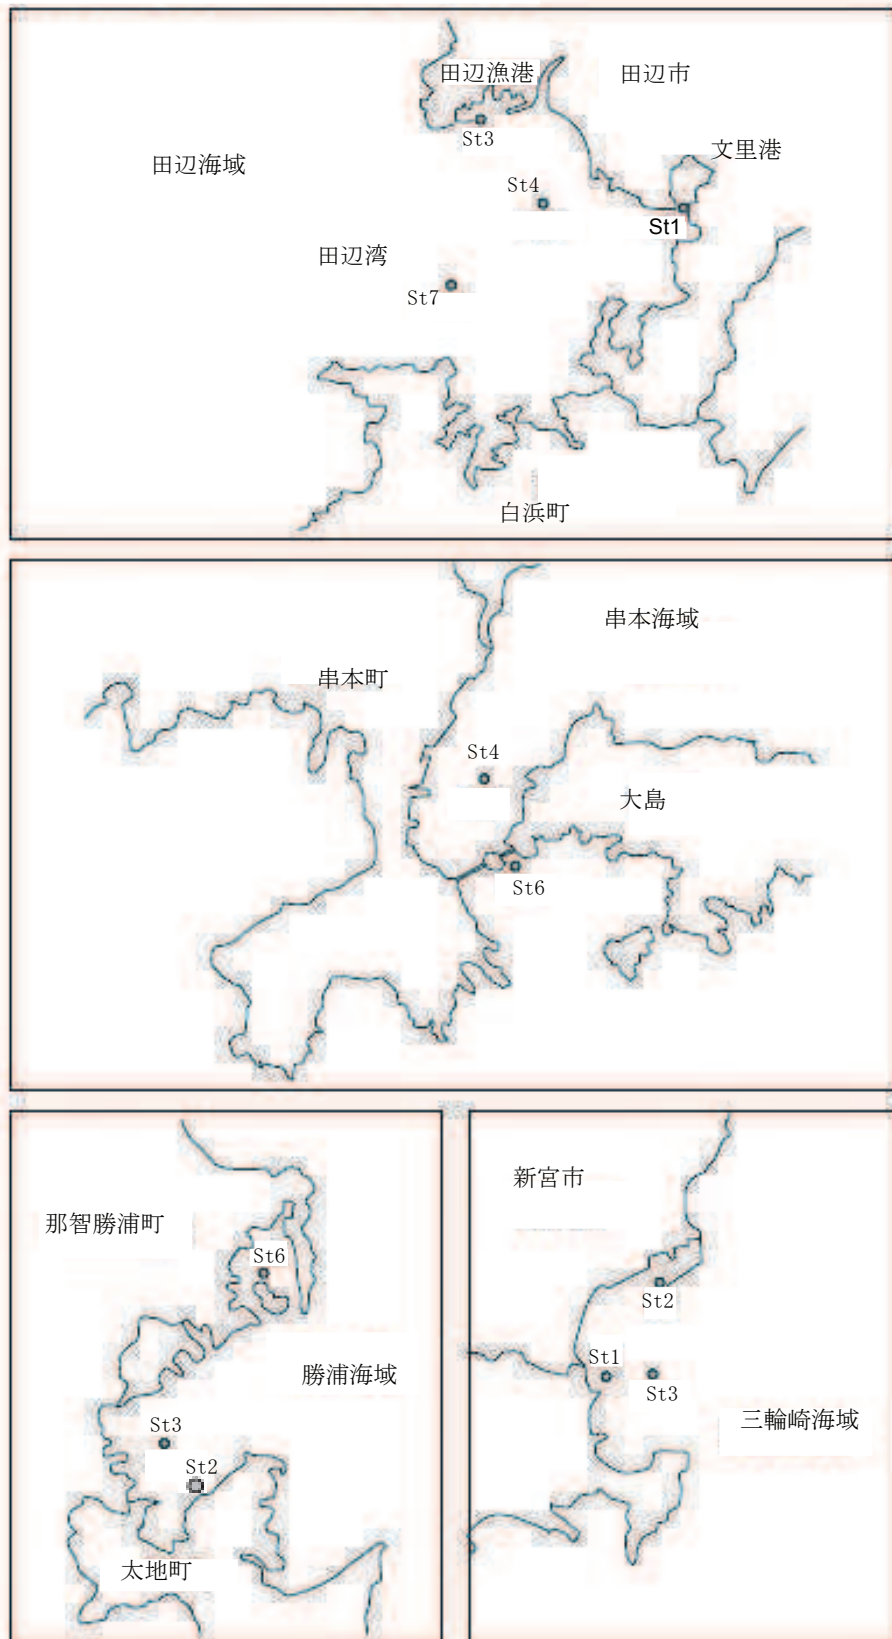 田辺漁港
田辺市
St3
文里港
田辺海域
St4
St1
田辺湾
St7
白浜町
串本海域
串本町
St4
大島
St6
那智勝浦町
St6
勝浦海域
St3
St2
太地町
新宮市
St2
St1
St3
三輪崎海域